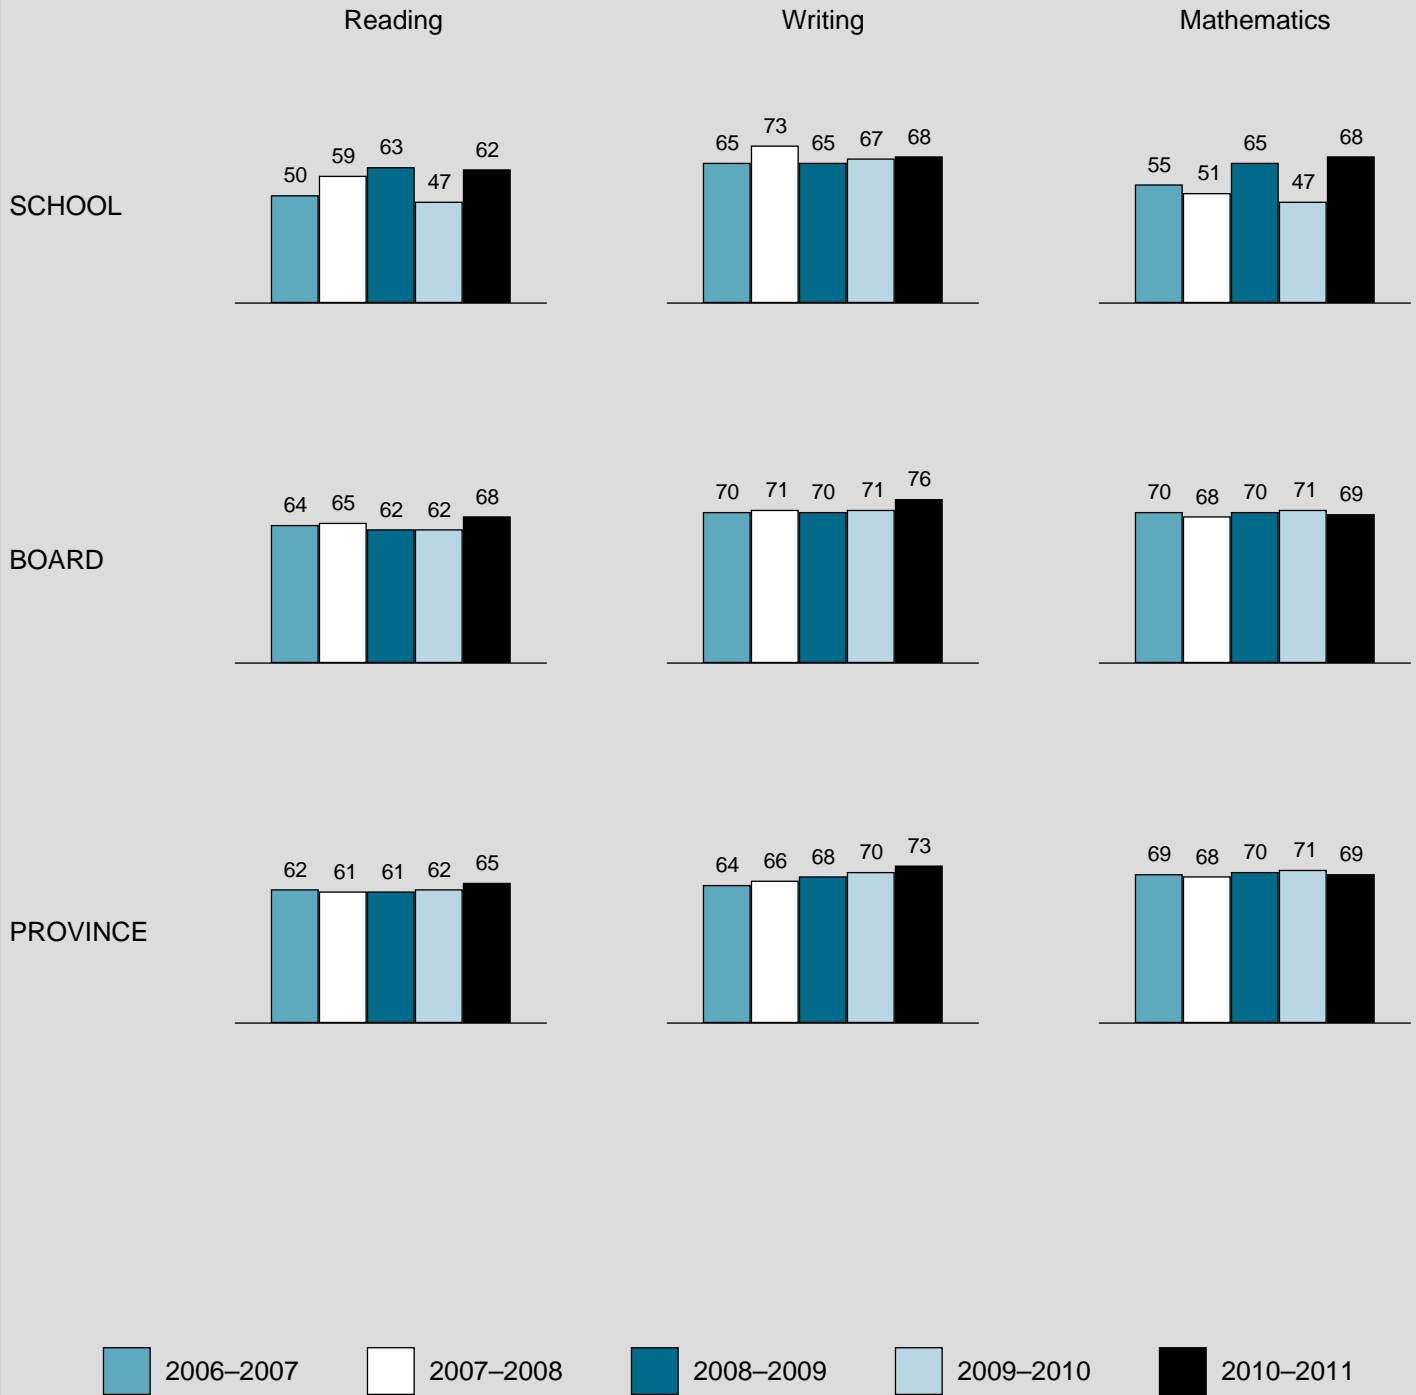 Reading Writing Mathematics
SCHOOL
50 59 63 47 62
65 73 65 67 68
55 51 65 47 68
BOARD
64 65 62 62 68
70 71 70 71 76
70 68 70 71 69
PROVINCE
62 61 61 62 65
64 66 68 70 73
69 68 70 71 69
2006–2007 2007–2008 2008–2009 2009–2010 2010–2011